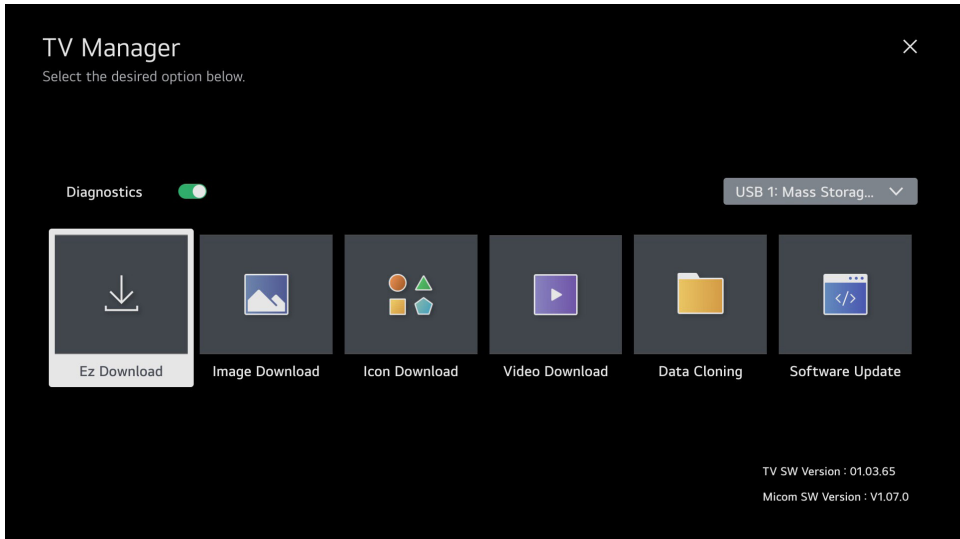 TV Manager
Select the desired option below.
Diagnostics
USB 1: Mass Storag...
</>
Ez Download
Image Download
Icon Download
Video Download
Data Cloning
Software Update
TV SW Version : 01.03.65
Micom SW Version : V1.07.0